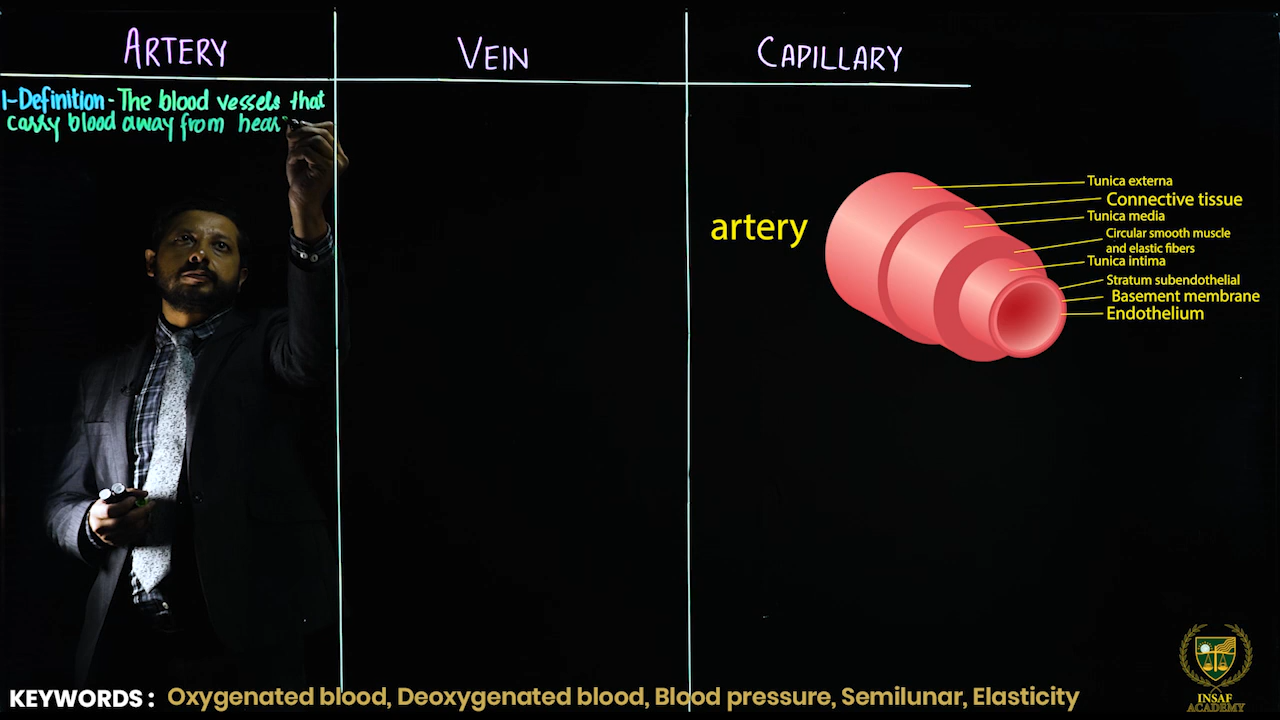 ARTERY
VEIN
CAPILLARY
1-Definition - The blood vessels that
carry blood away from hear
artery
Tunica externa
Connective tissue
Tunica media
Circular smooth muscle
and elastic fibers
Tunica intima
Stratum subendothelial
Basement membrane
Endothelium
KEYWORDS : Oxygenated blood, Deoxygenated blood, Blood pressure, Semilunar, Elasticity
INSAF
ACADEMY